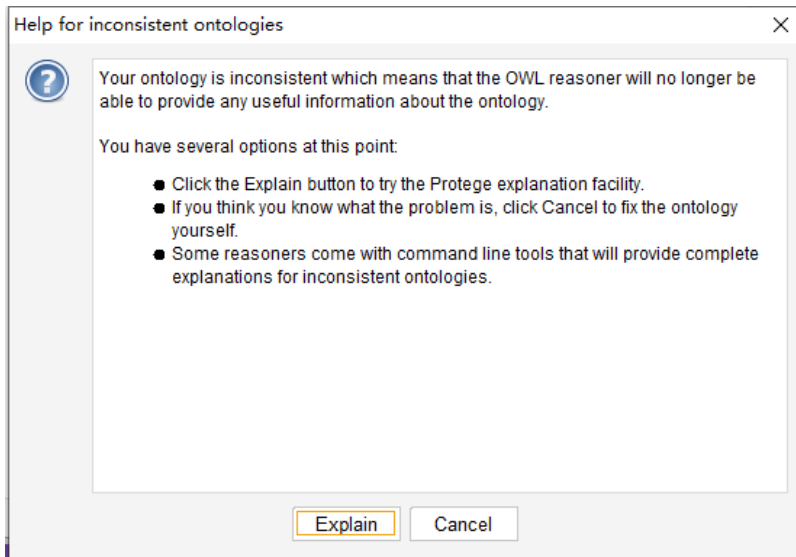 Help for inconsistent ontologies
Your ontology is inconsistent which means that the OWL reasoner will no longer be
able to provide any useful information about the ontology.
You have several options at this point:
Click the Explain button to try the Protege explanation facility.
If you think you know what the problem is, click Cancel to fix the ontology
yourself.
Some reasoners come with command line tools that will provide complete
explanations for inconsistent ontologies.
Explain
Cancel